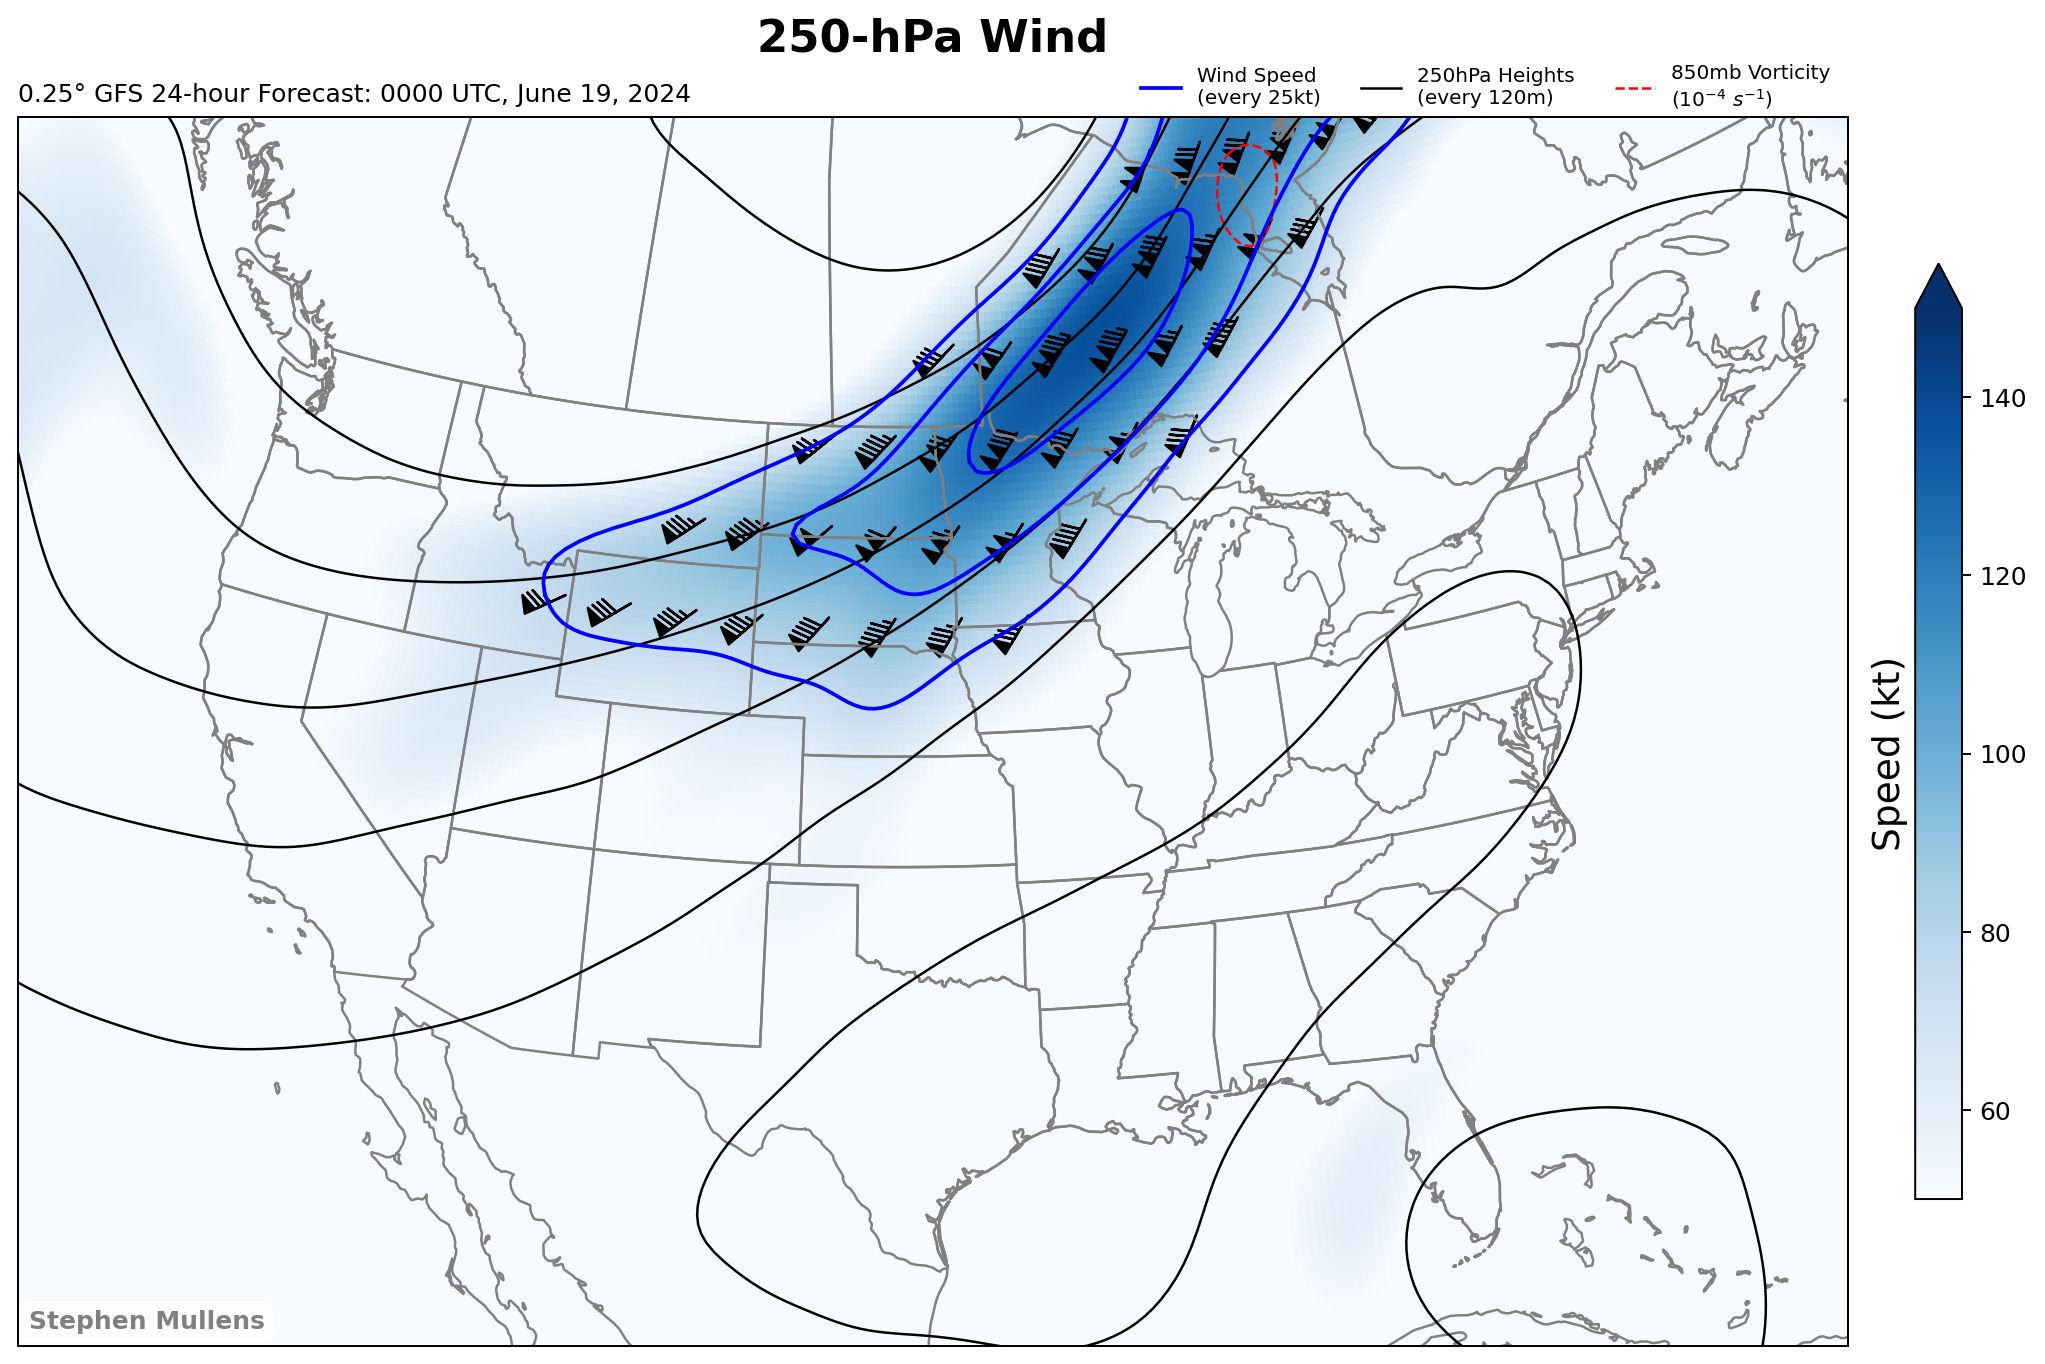 250-hPa Wind
0.25° GFS 24-hour Forecast: 0000 UTC, June 19, 2024
Wind Speed
(every 25kt)
250hPa Heights
(every 120m)
850mb Vorticity
(10⁻⁴ s⁻¹)
140
120
100
80
60
Speed (kt)
Stephen Mullens